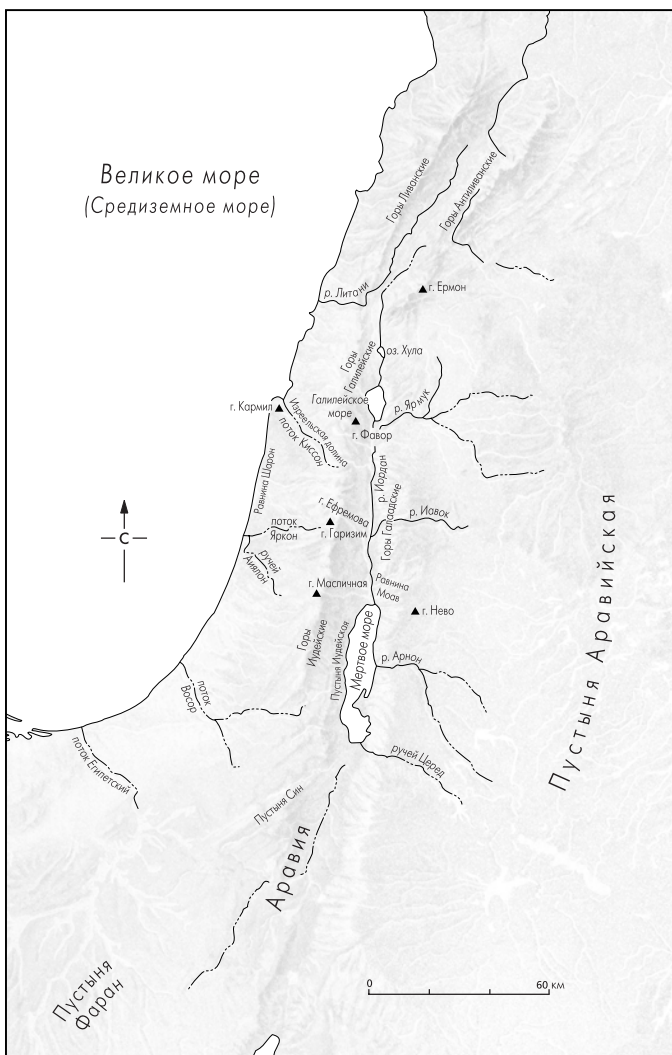 Великое море
(Средиземное море)
Горы Ливанские
Горы Антиливанские
р. Литани
г. Ермон
оз. Хула
Горы
Галилейские
Галилейское
море
р. Ярмук
г. Кармил
Изреельская долина
поток Киссон
г. Фавор
Равнина Шарон
р. Иордан
г. Ефремова
Горы Галаадские
р. Иавок
поток
Яркон
г. Гаризим
ручей
Аиялон
С
г. Масличная
Равнина
Моав
г. Нево
Горы
Иудейские
Пустыня Иудейская
Мертвое море
р. Арнон
Пустыня Аравийская
поток
Восор
поток Египетский
ручей Церед
Пустыня Син
Аравия
Пустыня
Фаран
0
60 км